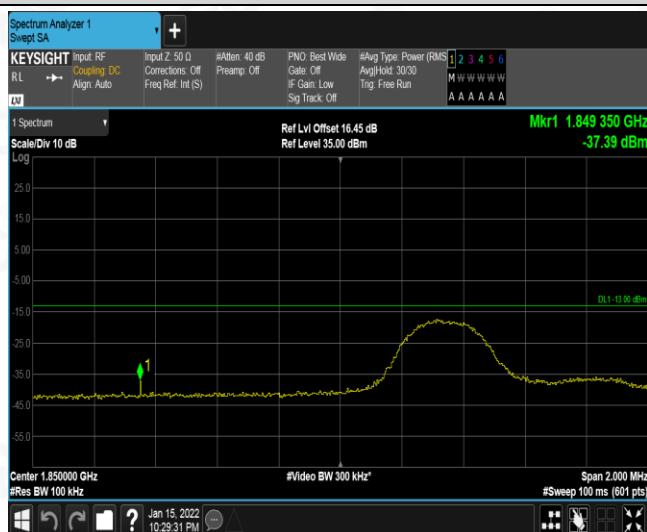 Spectrum Analyzer 1
Swept SA
+
KEYSIGHT
RL
LXI
Input: RF
Coupling: DC
Align: Auto
Input Z: 50 Ω
Corrections: Off
Freq Ref: Int (S)
#Atten: 40 dB
Preamp: Off
PNO: Best Wide
Gate: Off
IF Gain: Low
Sig Track: Off
#Avg Type: Power (RMS
Avg|Hold: 30/30
Trig: Free Run
1 2 3 4 5 6
M W W W W W
A A A A A A
1 Spectrum
Scale/Div 10 dB
Log
Ref Lvl Offset 16.45 dB
Ref Level 35.00 dBm
Mkr1 1.849 350 GHz
-37.39 dBm
25.0
15.0
5.00
-5.00
-15.0
-25.0
-35.0
-45.0
-55.0
DL1 -13.00 dBm
1
Center 1.850000 GHz
#Res BW 100 kHz
#Video BW 300 kHz*
Span 2.000 MHz
#Sweep 100 ms (601 pts)
?
Jan 15, 2022
10:29:31 PM